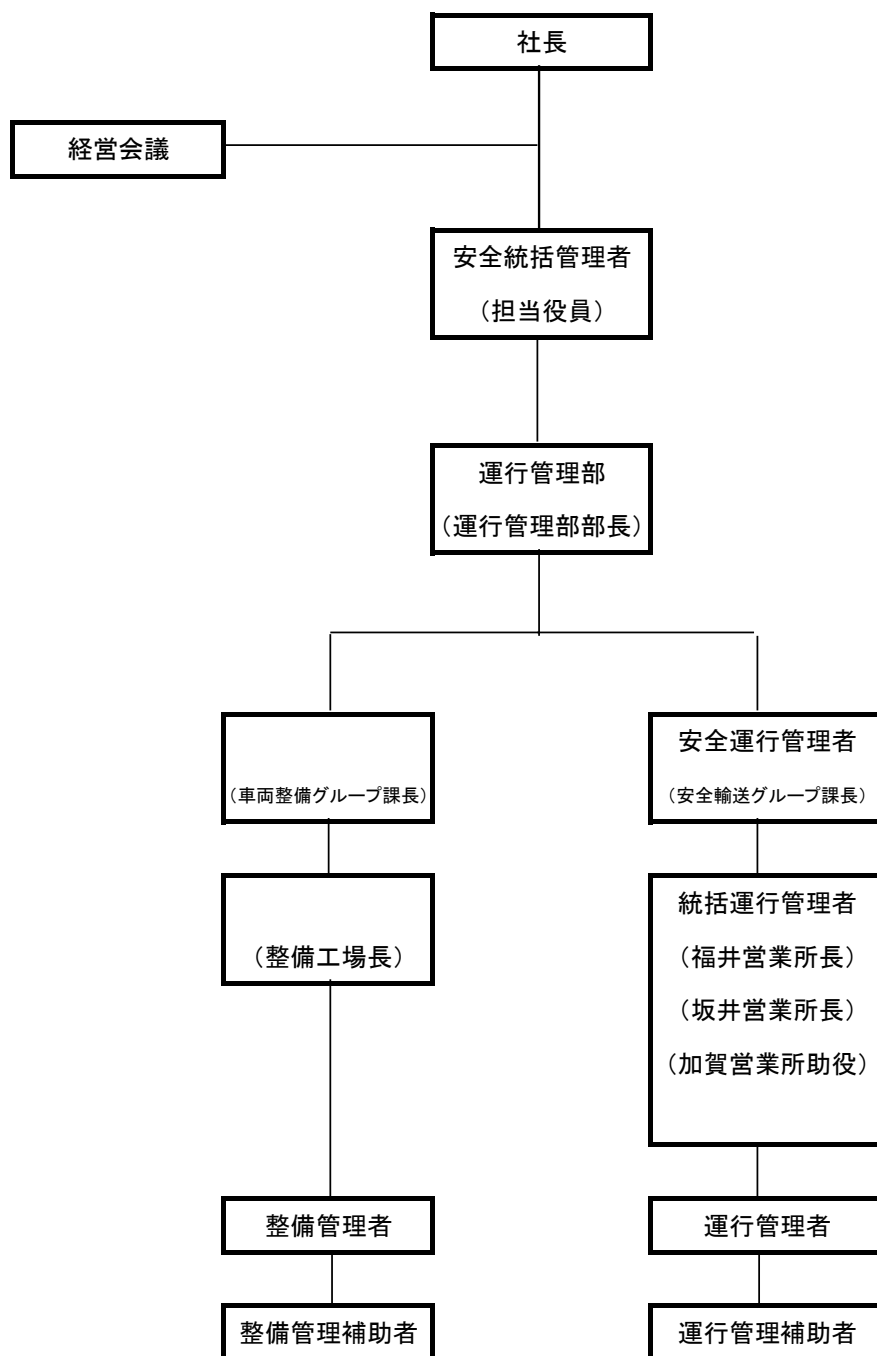 社長
経営会議
安全統括管理者
（担当役員）
運行管理部
（運行管理部部長）
（車両整備グループ課長）
安全運行管理者
（安全輸送グループ課長）
（整備工場長）
統括運行管理者
（福井営業所長）
（坂井営業所長）
（加賀営業所助役）
整備管理者
運行管理者
整備管理補助者
運行管理補助者